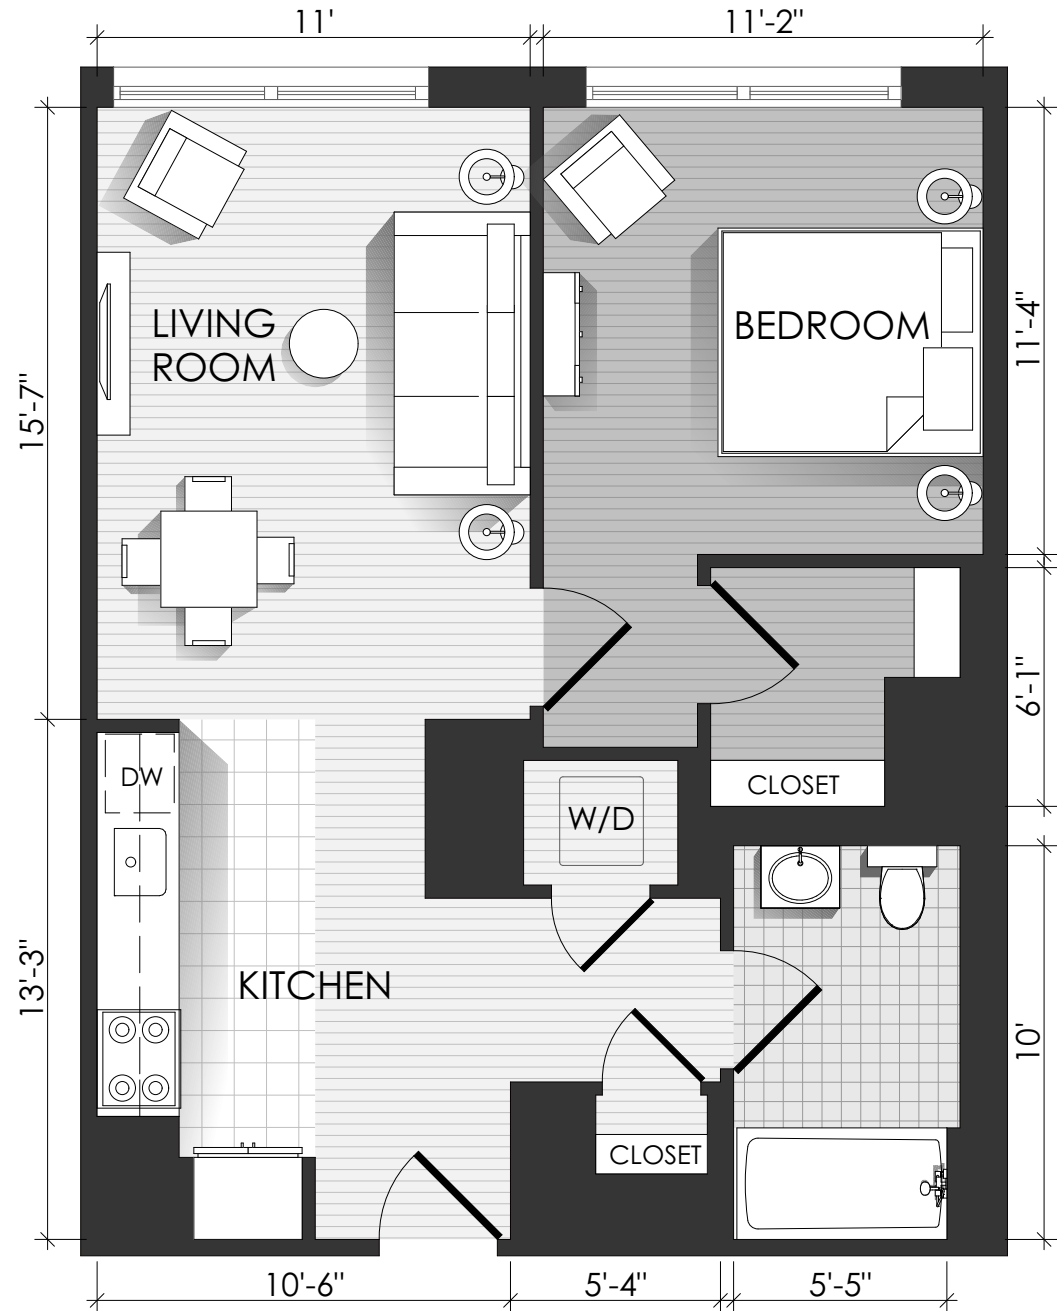 11'
11'-2"
LIVING
ROOM
BEDROOM
11'-4"
15'-7"
6'-1"
DW
CLOSET
W/D
KITCHEN
13'-3"
10'
CLOSET
10'-6"
5'-4"
5'-5"